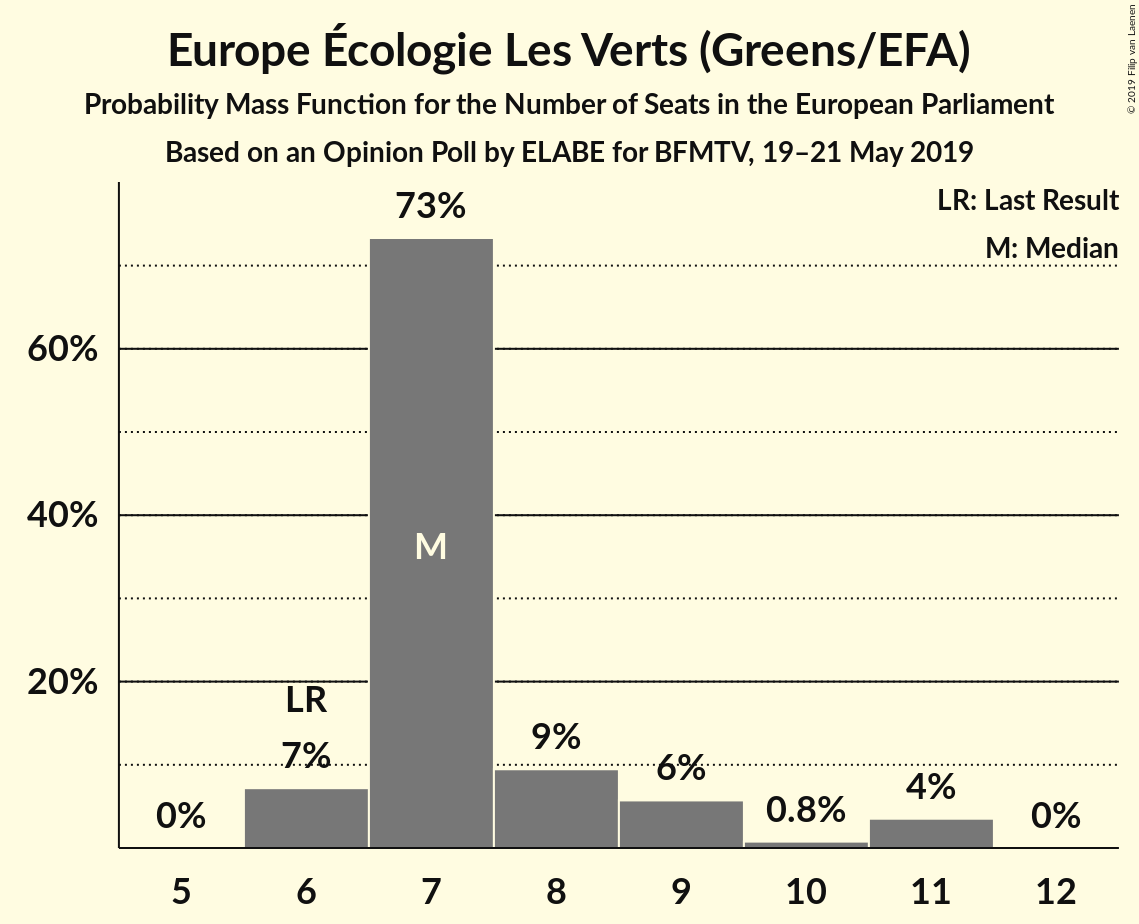 Europe Écologie Les Verts (Greens/EFA)
Probability Mass Function for the Number of Seats in the European Parliament
Based on an Opinion Poll by ELABE for BFMTV, 19–21 May 2019
© 2019 Filip van Laenen
LR: Last Result
M: Median
73%
60%
40%
M
20%
LR
7%
9%
6%
4%
0.8%
0%
0%
5 6 7 8 9 10 11 12